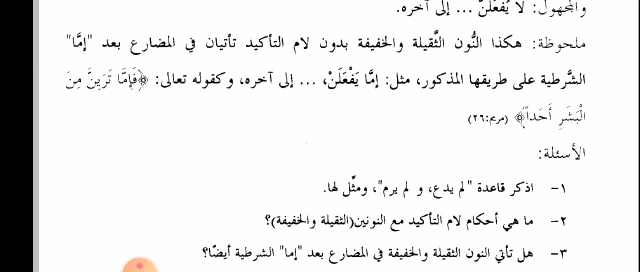 والمجهول: لَا يُفْعَلَنَّ ... إلى آخره.
ملحوظة: هكذا النُّون الثَّقيلة والخفيفة بدون لام التأكيد تأتيان في المضارع بعد "إمَّا"
الشَّرطية على طريقها المذكور، مثل: إمَّا يَفْعَلَنْ، ... إلى آخره، وكقوله تعالى: ﴿فَإِمَّا تَرَيِنَّ مِنَ
الْبَشَرِ أَحَداً﴾ (مريم:٢٦)
الأسئلة:
١- اذكر قاعدة "لم يدع، و لم يرم"، ومثّل لها.
٢- ما هي أحكام لام التأكيد مع النونين(الثقيلة والخفيفة)؟
٣- هل تأتي النون الثقيلة والخفيفة في المضارع بعد "إما" الشرطية أيضًا؟